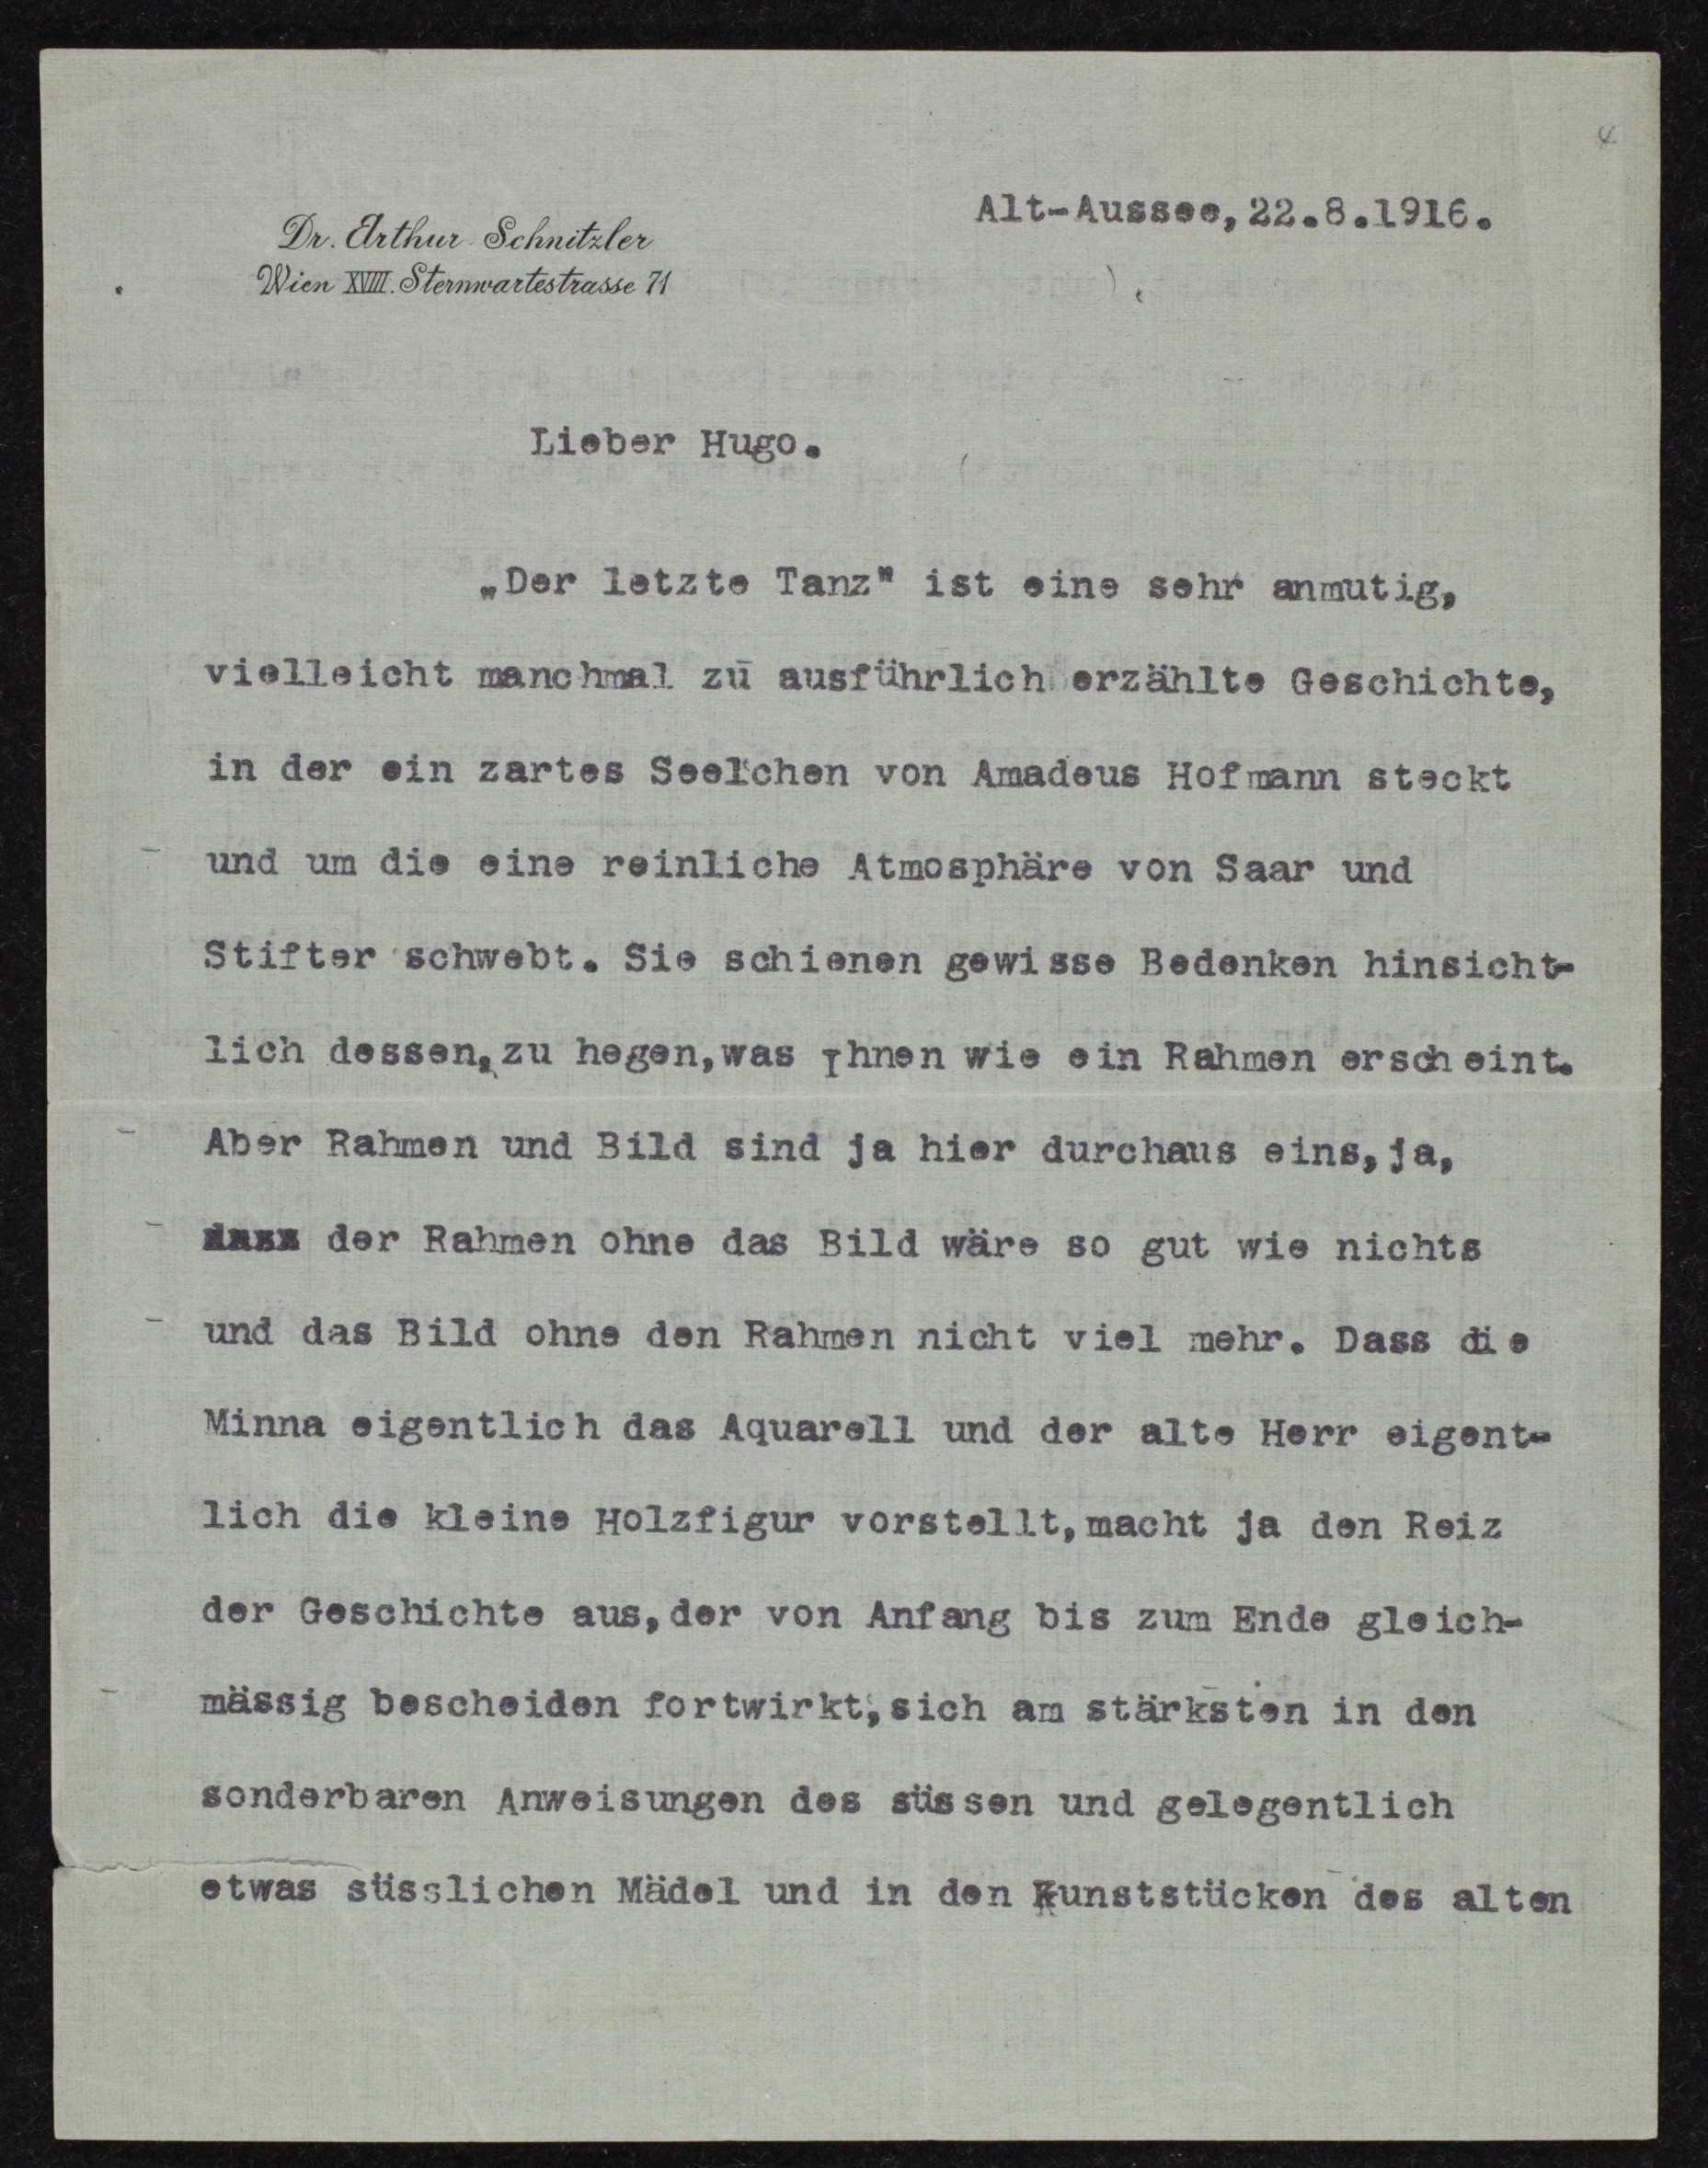 4
Alt-Aussee, 22.8.1916.
Dr. Arthur Schnitzler
Wien XVIII. Sternwartestrasse 71
Lieber Hugo.
„Der letzte Tanz" ist eine sehr anmutig,
vielleicht manchmal zu ausführlich erzählte Geschichte,
in der ein zartes Seelchen von Amadeus Hofmann steckt
und um die eine reinliche Atmosphäre von Saar und
Stifter schwebt. Sie schienen gewisse Bedenken hinsicht-
lich dessen, zu hegen, was Ihnen wie ein Rahmen erscheint.
Aber Rahmen und Bild sind ja hier durchaus eins, ja,
der Rahmen ohne das Bild wäre so gut wie nichts
und das Bild ohne den Rahmen nicht viel mehr. Dass die
Minna eigentlich das Aquarell und der alte Herr eigent-
lich die kleine Holzfigur vorstellt, macht ja den Reiz
der Geschichte aus, der von Anfang bis zum Ende gleich-
mässig bescheiden fortwirkt, sich am stärksten in den
sonderbaren Anweisungen des süssen und gelegentlich
etwas süsslichen Mädel und in den Kunststücken des alten